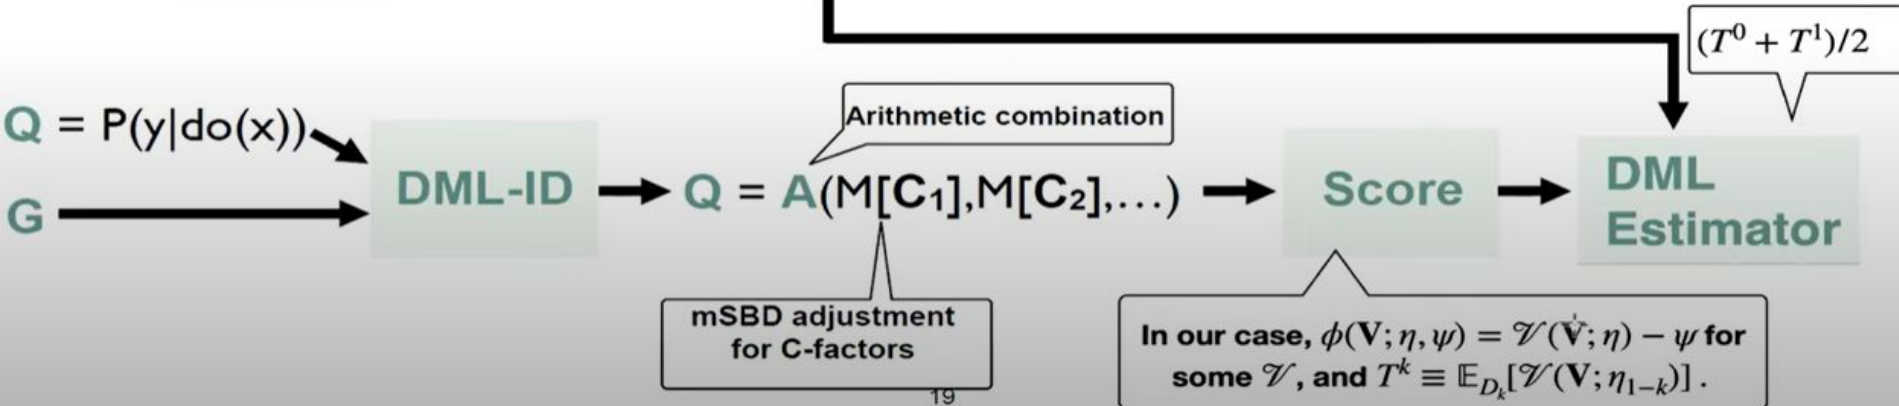 (T⁰ + T¹)/2
Arithmetic combination
Q = P(y|do(x))
G
DML-ID
Q = A(M[C₁],M[C₂],...)
Score
DML
Estimator
mSBD adjustment
for C-factors
In our case, ϕ(V; η, ψ) = 𝒱(V; η) − ψ for
some 𝒱, and Tᵏ ≡ 𝔼_{Dₖ}[𝒱(V; η₁₋ₖ)] .
19